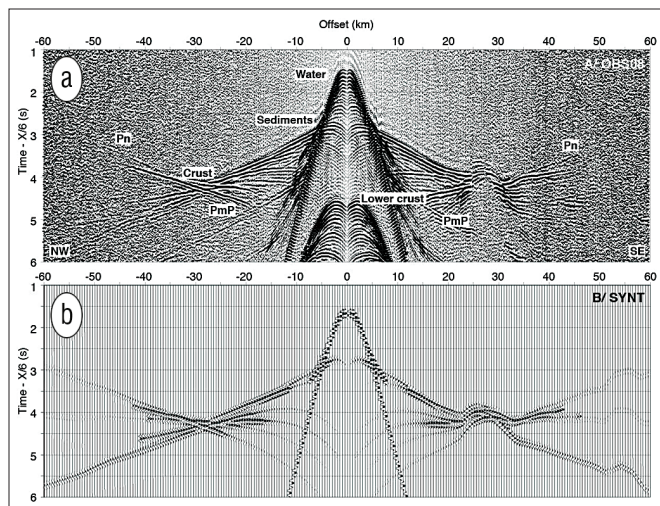 Offset (km)
-60 -50 -40 -30 -20 -10 0 10 20 30 40 50 60
1
2
3
4
5
6
Time - X/6 (s)
a
A/ OBS08
Water
Sediments
Pn
Pn
Crust
PmP
Lower crust
PmP
NW
SE
-60 -50 -40 -30 -20 -10 0 10 20 30 40 50 60
1
2
3
4
5
6
Time - X/6 (s)
b
B/ SYNT